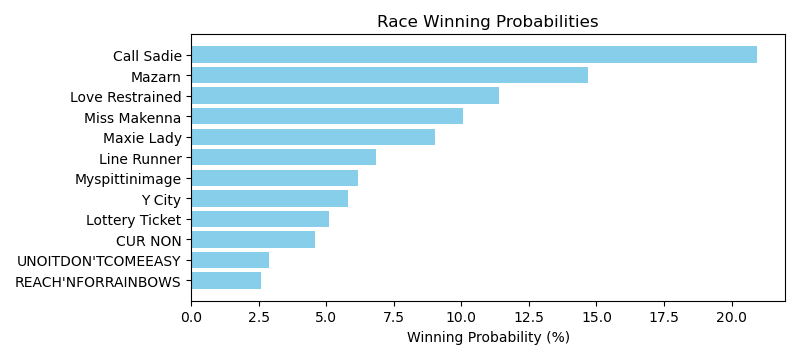 Race Winning Probabilities
Call Sadie
Mazarn
Love Restrained
Miss Makenna
Maxie Lady
Line Runner
Myspittinimage
Y City
Lottery Ticket
CUR NON
UNOITDON'TCOMEEASY
REACH'NFORRAINBOWS
0.0 2.5 5.0 7.5 10.0 12.5 15.0 17.5 20.0
Winning Probability (%)